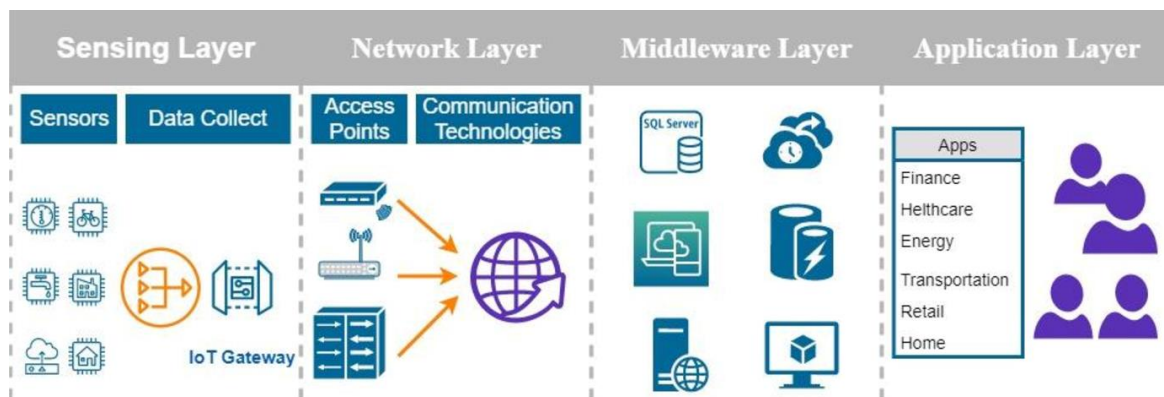 Sensing Layer
Network Layer
Middleware Layer
Application Layer
Sensors
Data Collect
IoT Gateway
Access
Points
Communication
Technologies
SQL Server
Apps
Finance
Helthcare
Energy
Transportation
Retail
Home